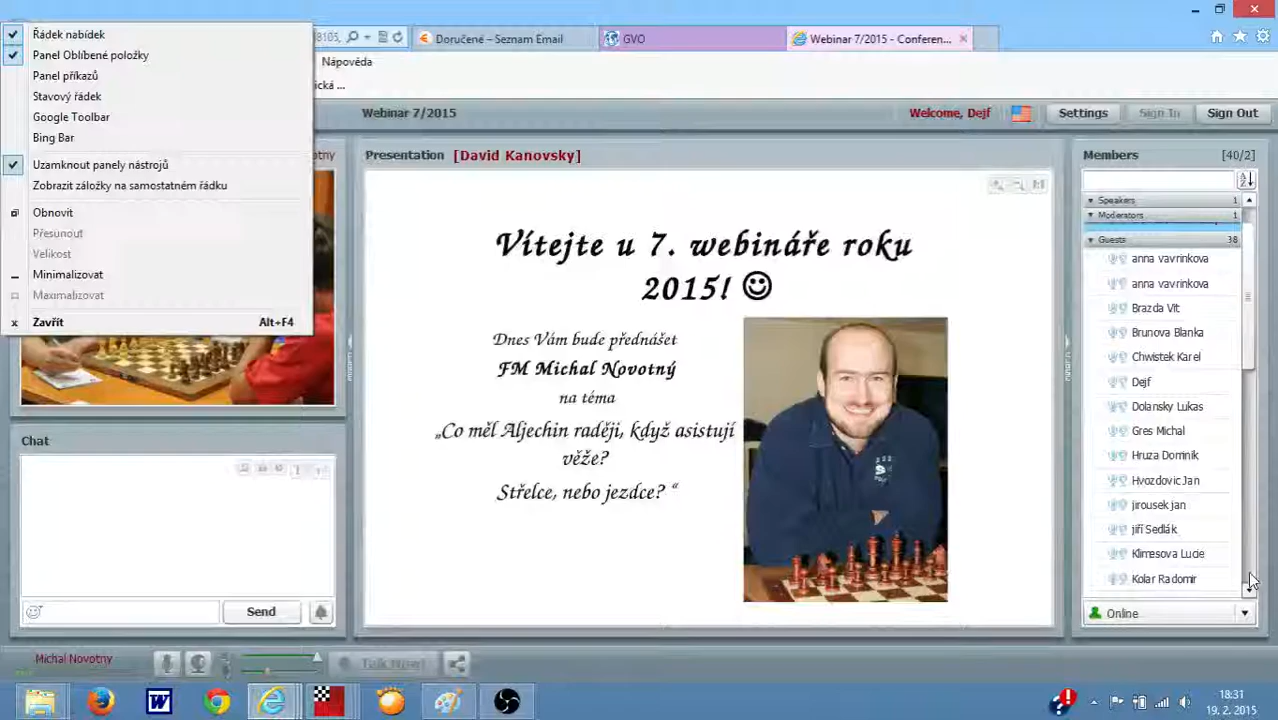 Řádek nabídek
Panel Oblíbené položky
Panel příkazů
Stavový řádek
Google Toolbar
Bing Bar
Uzamknout panely nástrojů
Zobrazit záložky na samostatném řádku
Obnovit
Přesunout
Velikost
Minimalizovat
Maximalizovat
Zavřít Alt+F4
Doručené – Seznam Email
GVO
Webinar 7/2015 - Conferen...
Nápověda
ická ...
Webinar 7/2015
Welcome, Dejf
Settings
Sign In
Sign Out
Presentation [David Kanovsky]
Vítejte u 7. webináře roku
2015! ☺
Dnes Vám bude přednášet
FM Michal Novotný
na téma
„Co měl Aljechin raději, když asistují
věže?
Střelce, nebo jezdce? “
Members [40/2]
Speakers 1
Moderators 1
Guests 38
anna vavrinkova
anna vavrinkova
Brazda Vit
Brunova Blanka
Chwistek Karel
Dejf
Dolansky Lukas
Gres Michal
Hruza Dominik
Hvozdovic Jan
jirousek jan
jiří Sedlák
Klimesova Lucie
Kolar Radomir
Online
Chat
Send
Michal Novotny
Talk Now!
18:31
19. 2. 2015